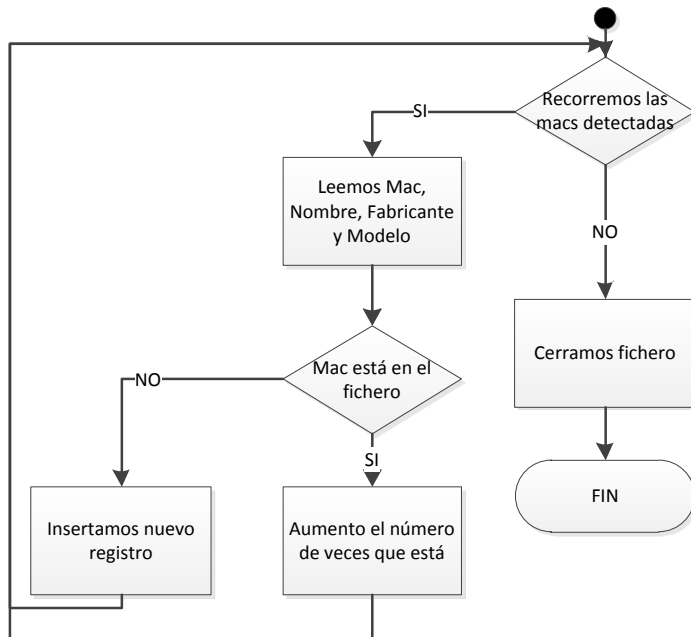 Recorremos las
macs detectadas
SI
Leemos Mac,
Nombre, Fabricante
y Modelo
NO
Cerramos fichero
Mac está en el
fichero
NO
SI
FIN
Insertamos nuevo
registro
Aumento el número
de veces que está